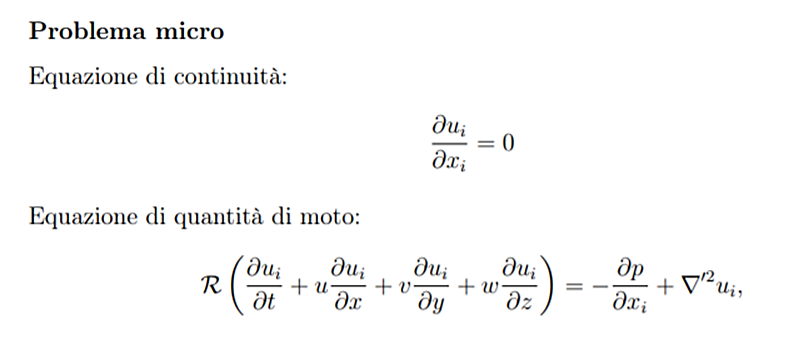 Problema micro
Equazione di continuità:
∂u_i/∂x_i = 0
Equazione di quantità di moto:
ℛ (∂u_i/∂t + u ∂u_i/∂x + v ∂u_i/∂y + w ∂u_i/∂z) = −∂p/∂x_i + ∇′²u_i,